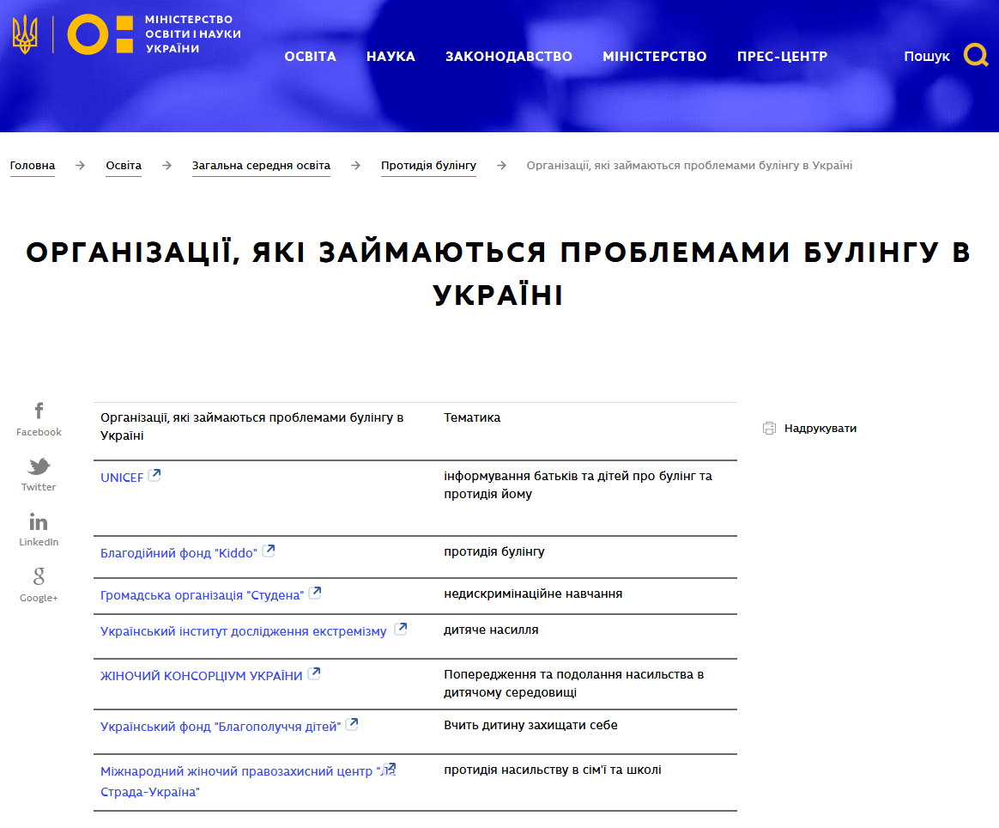 МІНІСТЕРСТВО
ОСВІТИ І НАУКИ
УКРАЇНИ
ОСВІТА НАУКА ЗАКОНОДАВСТВО МІНІСТЕРСТВО ПРЕС-ЦЕНТР Пошук
Головна → Освіта → Загальна середня освіта → Протидія булінгу → Організації, які займаються проблемами булінгу в Україні
ОРГАНІЗАЦІЇ, ЯКІ ЗАЙМАЮТЬСЯ ПРОБЛЕМАМИ БУЛІНГУ В
УКРАЇНІ
Facebook
Twitter
LinkedIn
Google+
Організації, які займаються проблемами булінгу в
Україні
Тематика
UNICEF
інформування батьків та дітей про булінг та
протидія йому
Благодійний фонд "Kiddo"
протидія булінгу
Громадська організація "Студена"
недискримінаційне навчання
Український інститут дослідження екстремізму
дитяче насилля
ЖІНОЧИЙ КОНСОРЦІУМ УКРАЇНИ
Попередження та подолання насильства в
дитячому середовищі
Український фонд "Благополуччя дітей"
Вчить дитину захищати себе
Міжнародний жіночий правозахисний центр "Ла
Страда-Україна"
протидія насильству в сім'ї та школі
Надрукувати